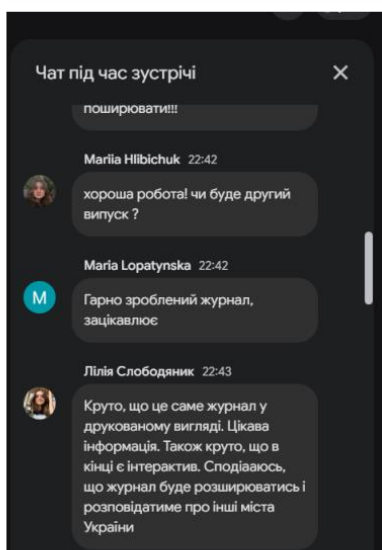 Чат під час зустрічі
поширювати!!!
Mariia Hlibichuk 22:42
хороша робота! чи буде другий
випуск ?
Maria Lopatynska 22:42
M
Гарно зроблений журнал,
зацікавлює
Лілія Слободяник 22:43
Круто, що це саме журнал у
друкованому вигляді. Цікава
інформація. Також круто, що в
кінці є інтерактив. Сподіааюсь,
що журнал буде розширюватись і
розповідатиме про інші міста
України